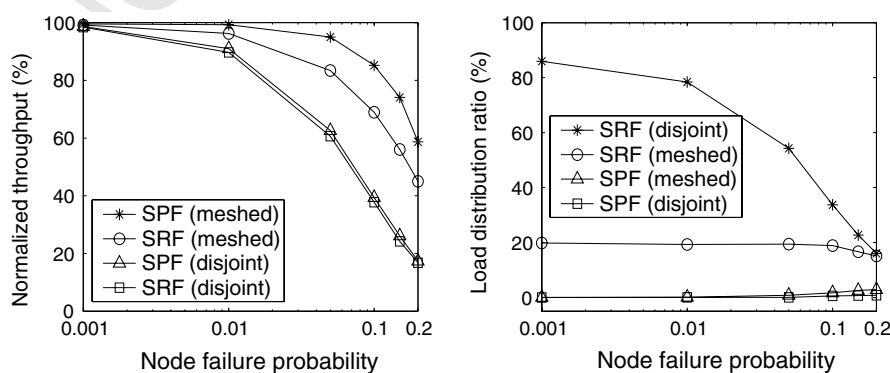 Normalized throughput (%)
100
80
60
40
20
0
SPF (meshed)
SRF (meshed)
SPF (disjoint)
SRF (disjoint)
0.001
0.01
0.1
0.2
Node failure probability
Load distribution ratio (%)
100
80
60
40
20
0
SRF (disjoint)
SRF (meshed)
SPF (meshed)
SPF (disjoint)
0.001
0.01
0.1
0.2
Node failure probability